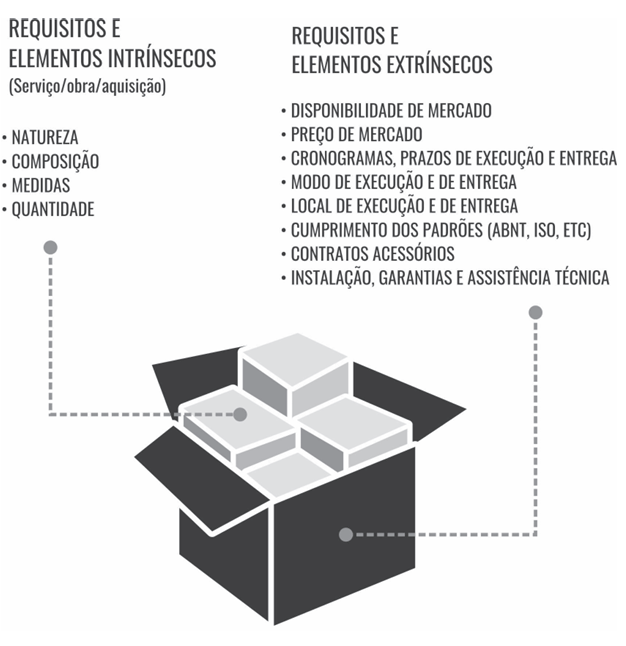 REQUISITOS E
ELEMENTOS INTRÍNSECOS
(Serviço/obra/aquisição)
• NATUREZA
• COMPOSIÇÃO
• MEDIDAS
• QUANTIDADE
REQUISITOS E
ELEMENTOS EXTRÍNSECOS
• DISPONIBILIDADE DE MERCADO
• PREÇO DE MERCADO
• CRONOGRAMAS, PRAZOS DE EXECUÇÃO E ENTREGA
• MODO DE EXECUÇÃO E DE ENTREGA
• LOCAL DE EXECUÇÃO E DE ENTREGA
• CUMPRIMENTO DOS PADRÕES (ABNT, ISO, ETC)
• CONTRATOS ACESSÓRIOS
• INSTALAÇÃO, GARANTIAS E ASSISTÊNCIA TÉCNICA